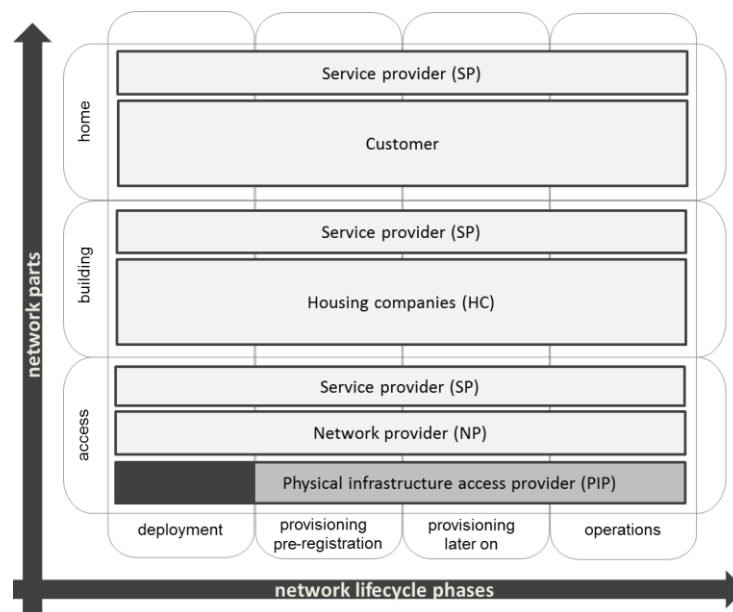 Service provider (SP)
Customer
home
Service provider (SP)
Housing companies (HC)
building
Service provider (SP)
Network provider (NP)
Physical infrastructure access provider (PIP)
access
network parts
deployment
provisioning
pre-registration
provisioning
later on
operations
network lifecycle phases